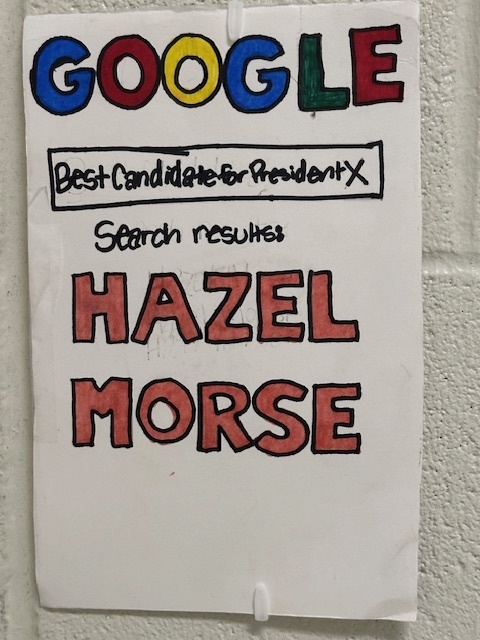 GOOGLE
Best Candidate for President X
Search results:
HAZEL
MORSE